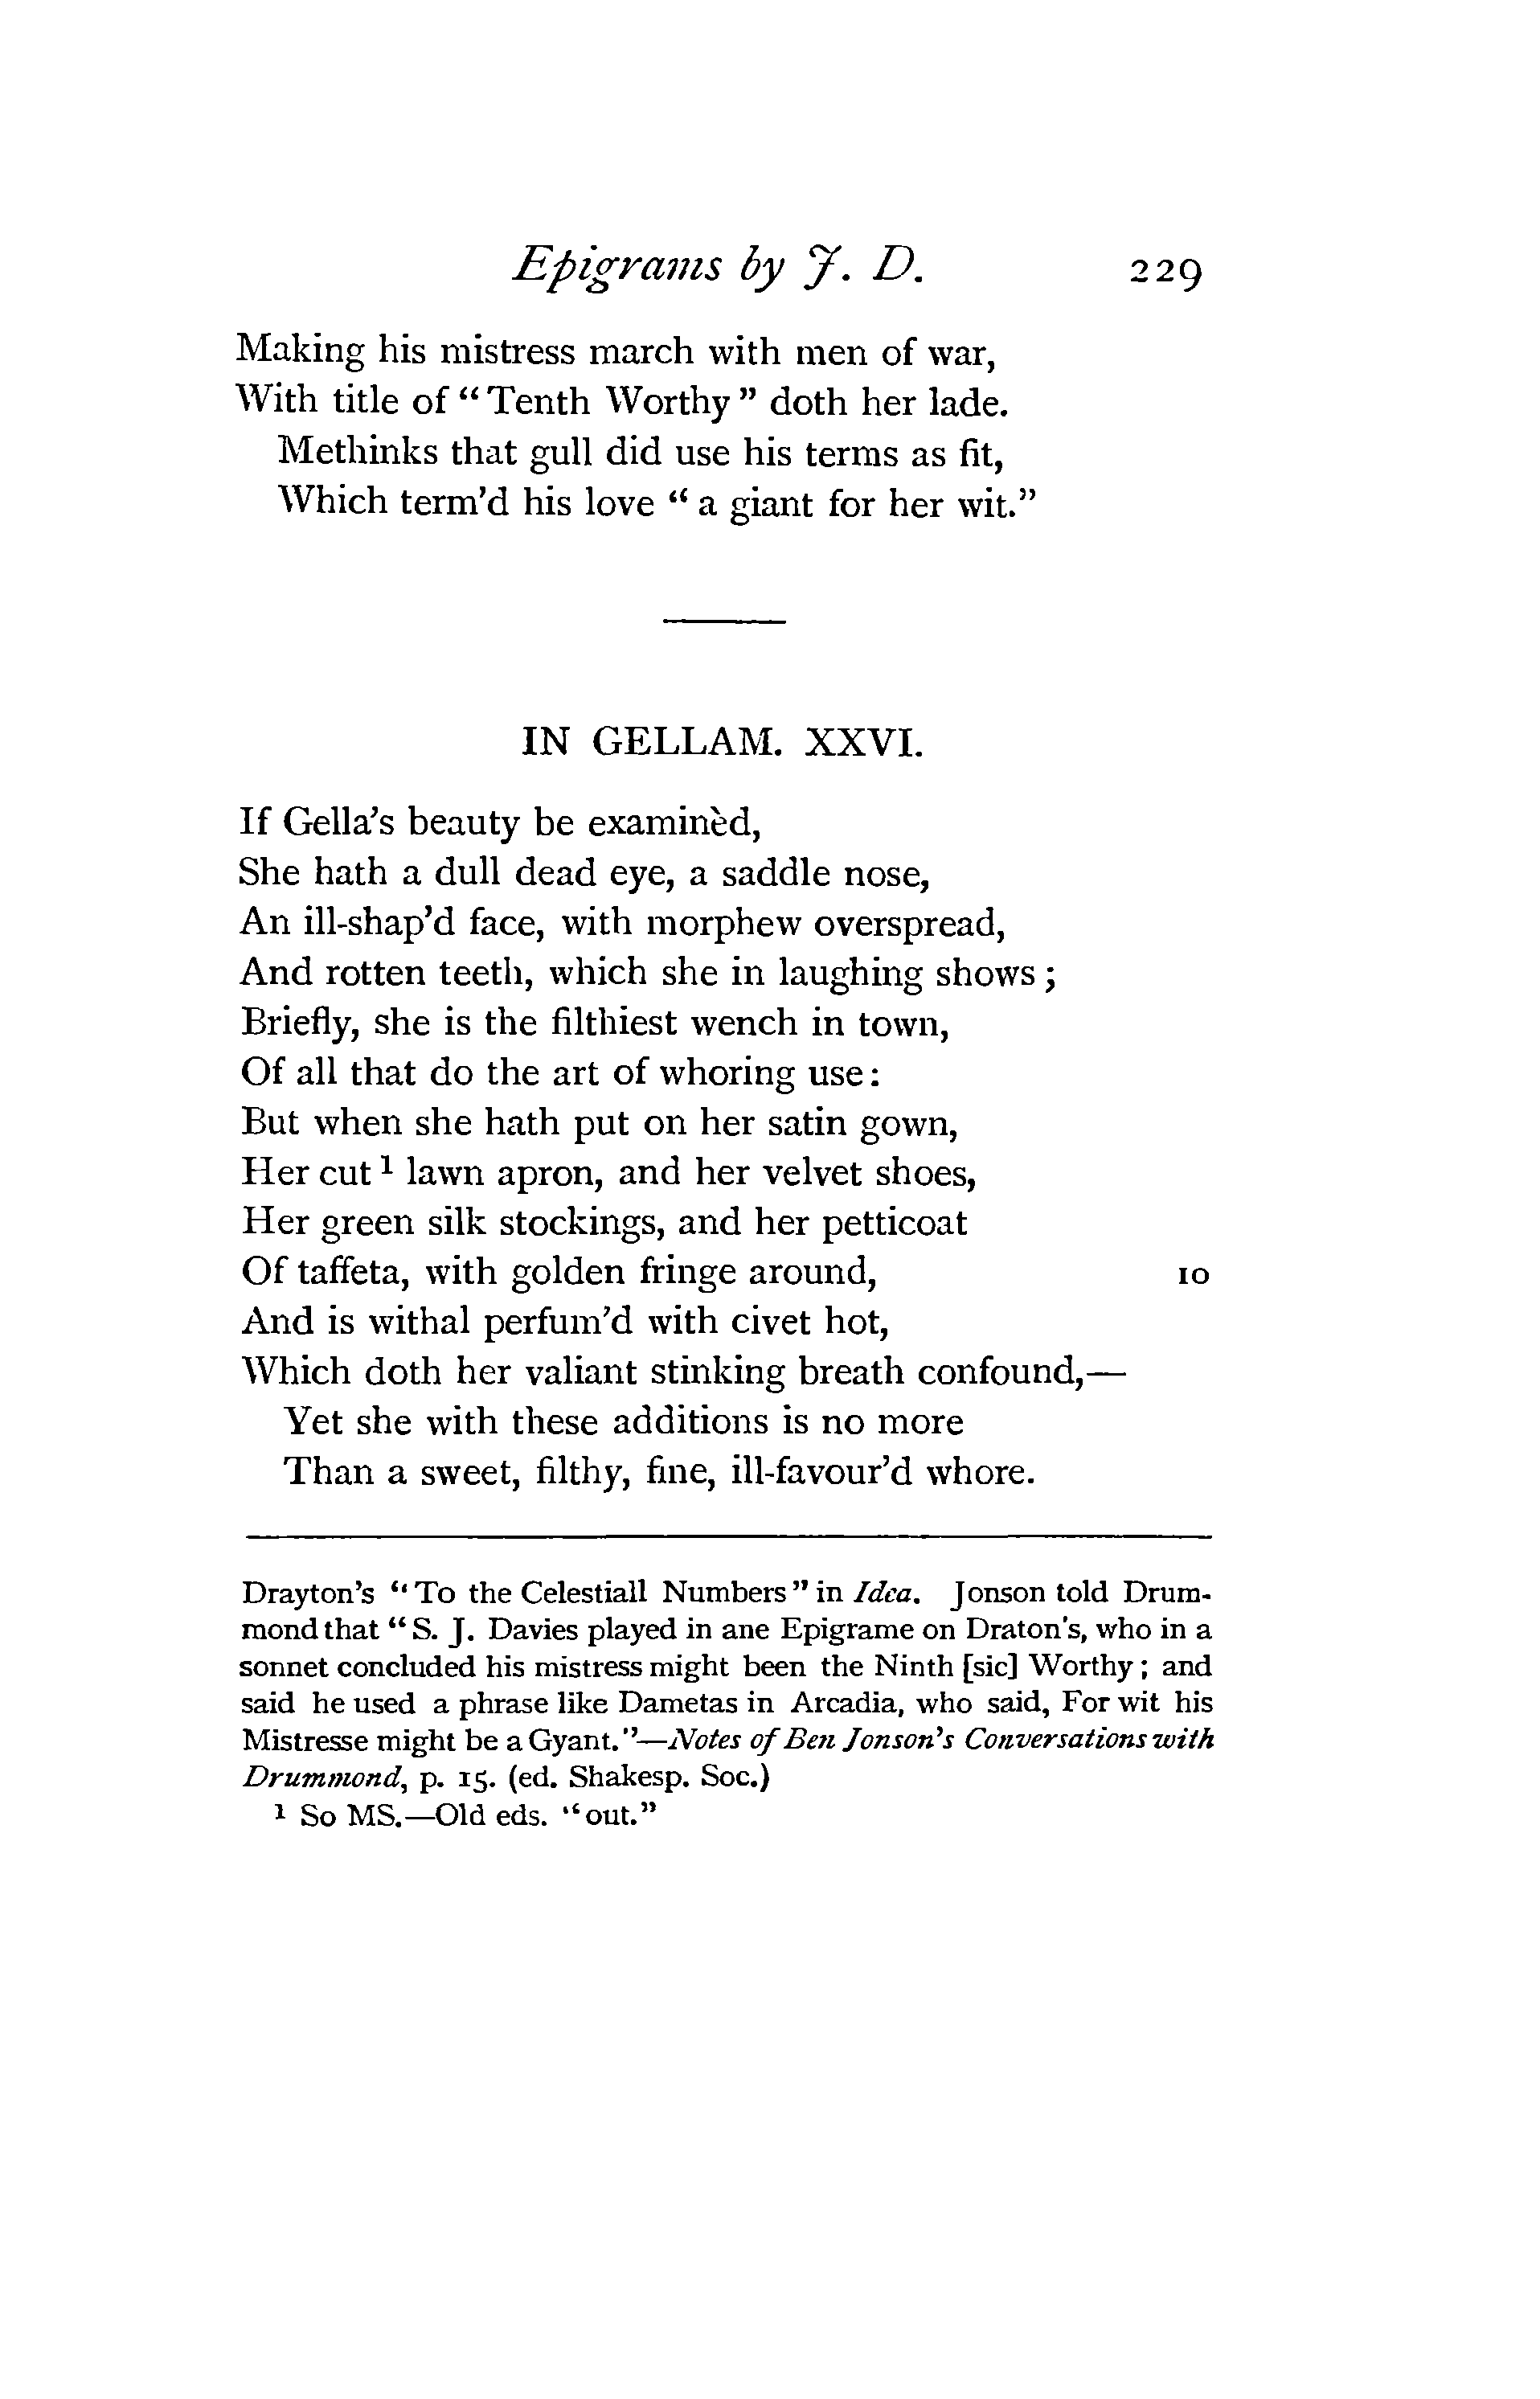 Epigrams by J. D. 229
Making his mistress march with men of war,
With title of “Tenth Worthy” doth her lade.
Methinks that gull did use his terms as fit,
Which term’d his love “a giant for her wit.”
IN GELLAM. XXVI.
If Gella’s beauty be examinèd,
She hath a dull dead eye, a saddle nose,
An ill-shap’d face, with morphew overspread,
And rotten teeth, which she in laughing shows;
Briefly, she is the filthiest wench in town,
Of all that do the art of whoring use:
But when she hath put on her satin gown,
Her cut¹ lawn apron, and her velvet shoes,
Her green silk stockings, and her petticoat
Of taffeta, with golden fringe around, 10
And is withal perfum’d with civet hot,
Which doth her valiant stinking breath confound,—
Yet she with these additions is no more
Than a sweet, filthy, fine, ill-favour’d whore.
Drayton’s “To the Celestiall Numbers” in Idea. Jonson told Drum-
mond that “S. J. Davies played in ane Epigrame on Draton’s, who in a
sonnet concluded his mistress might been the Ninth [sic] Worthy; and
said he used a phrase like Dametas in Arcadia, who said, For wit his
Mistresse might be a Gyant.”—Notes of Ben Jonson’s Conversations with
Drummond, p. 15. (ed. Shakesp. Soc.)
¹ So MS.—Old eds. “out.”